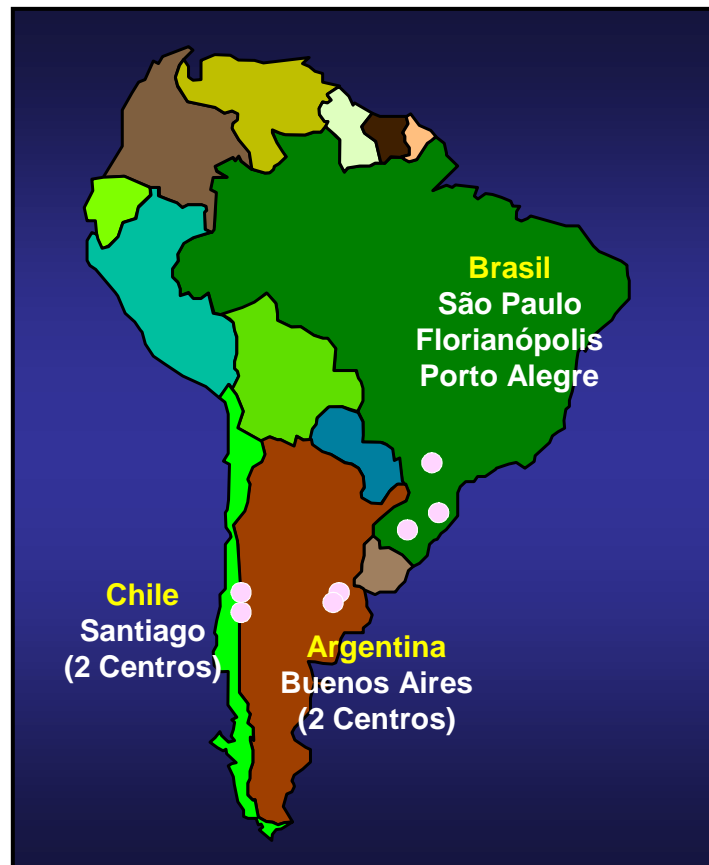 Brasil
São Paulo
Florianópolis
Porto Alegre
Chile
Santiago
(2 Centros)
Argentina
Buenos Aires
(2 Centros)